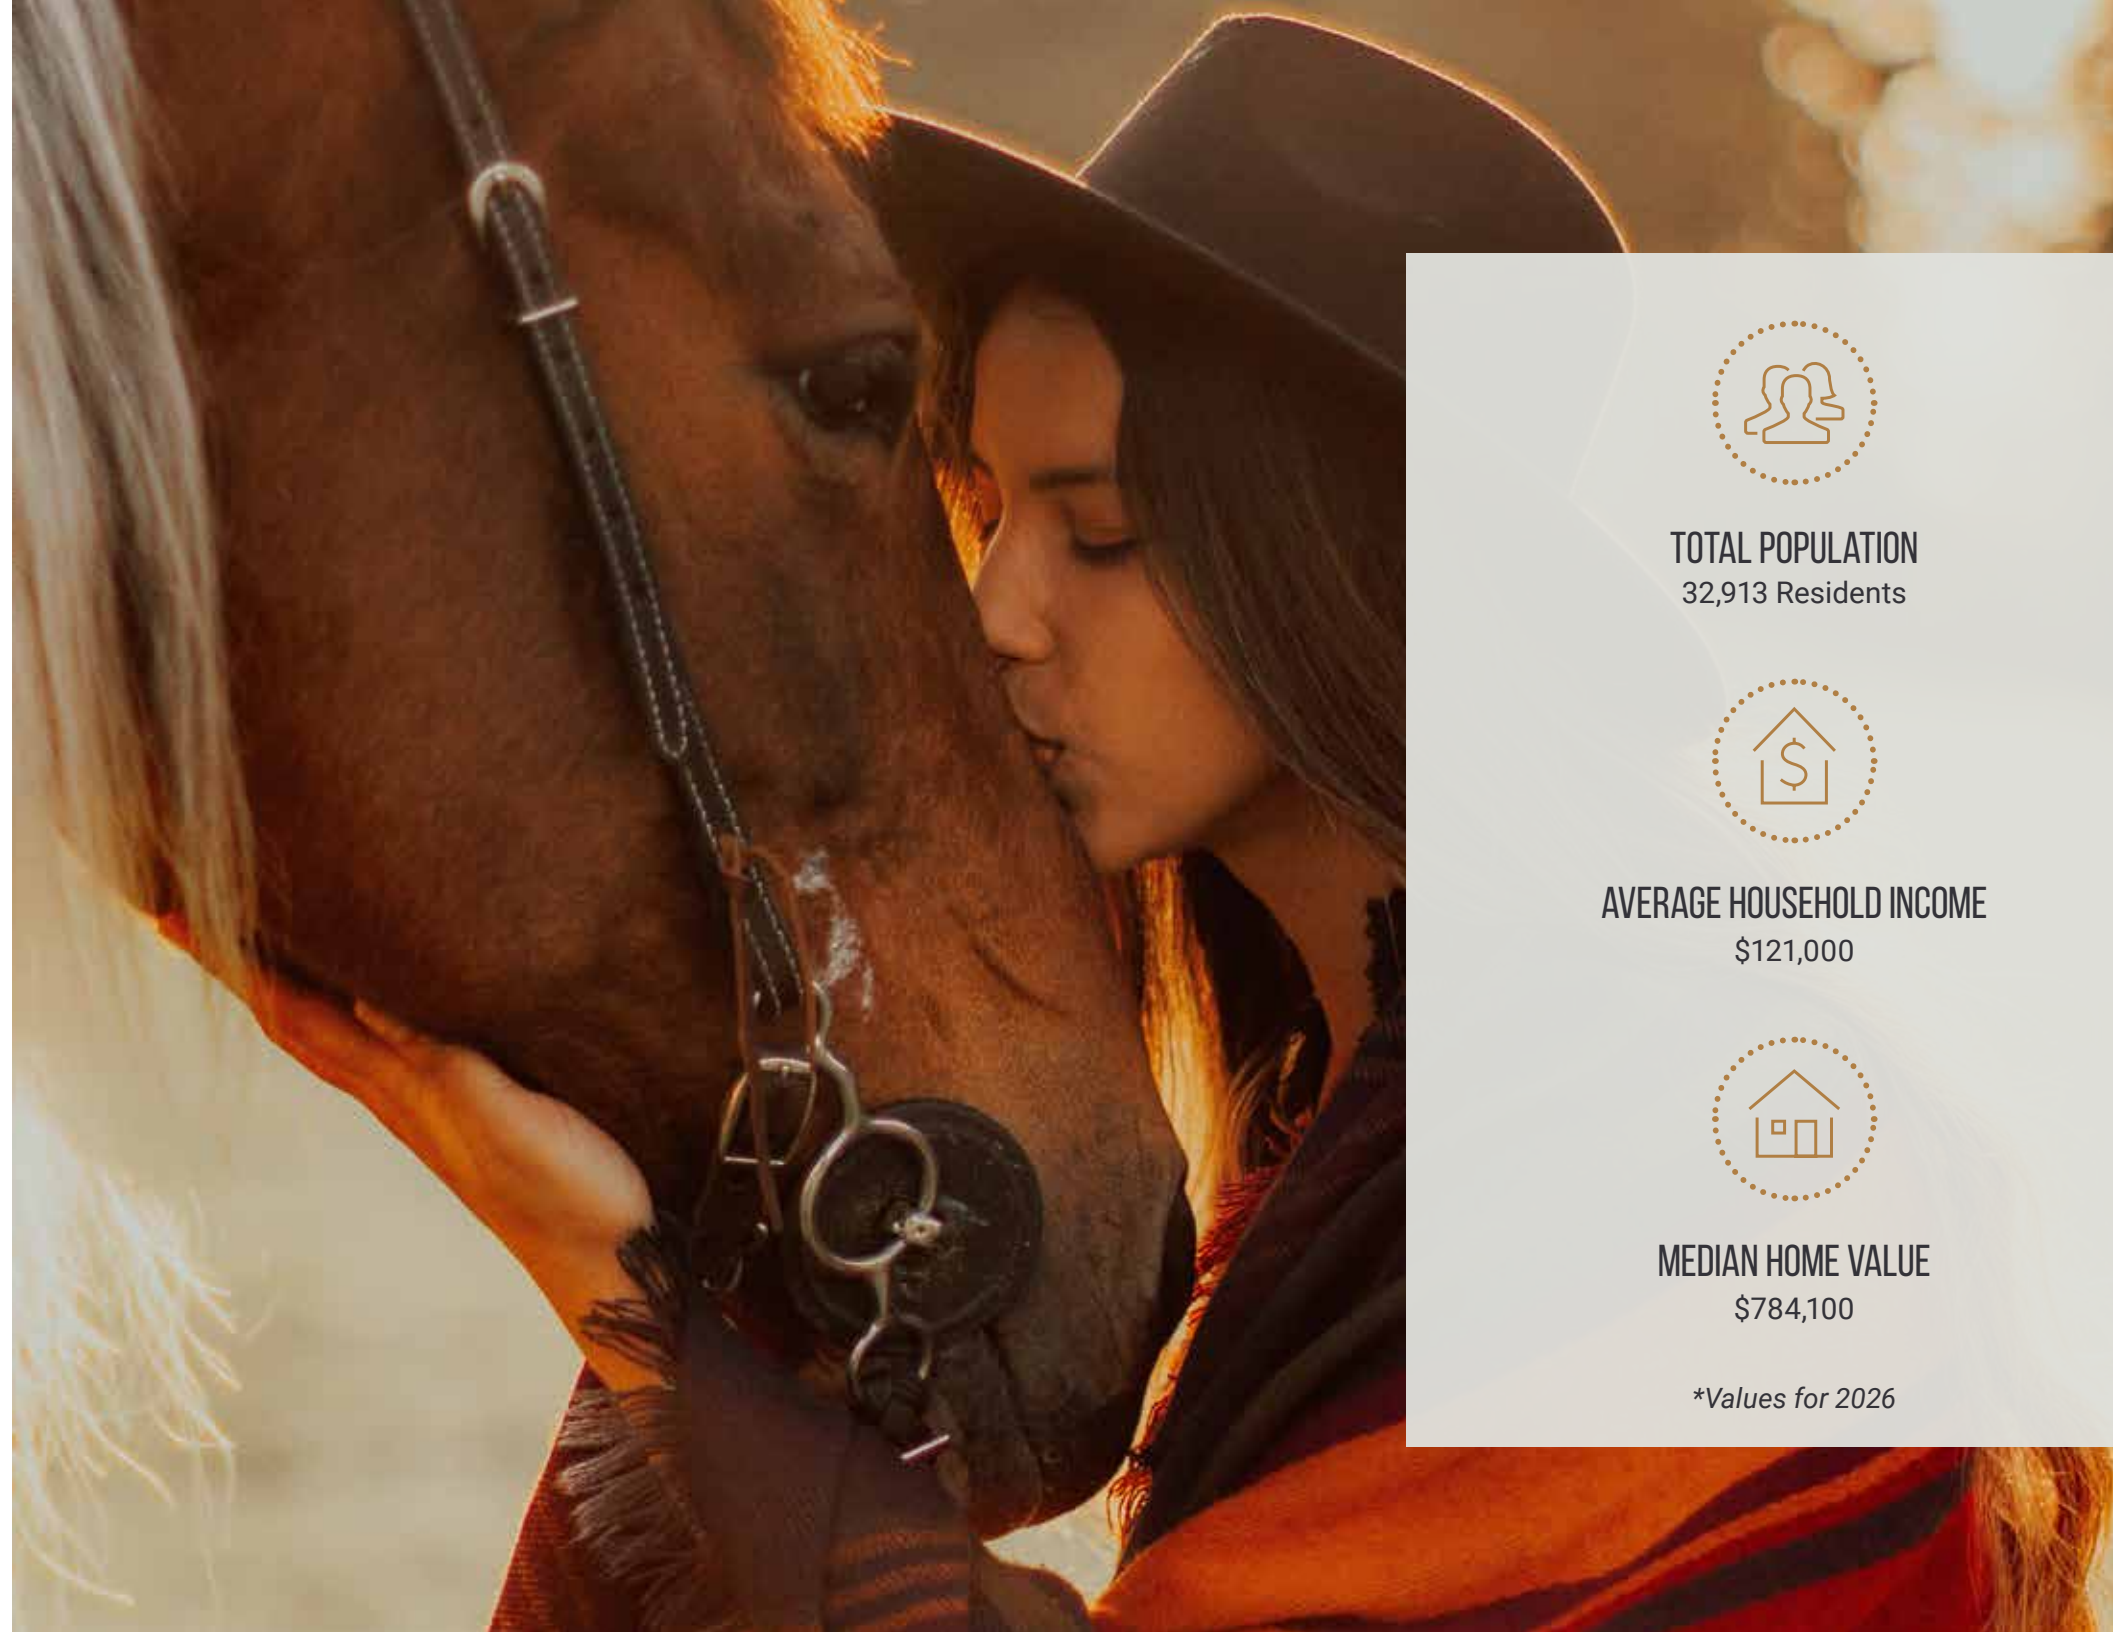 TOTAL POPULATION
32,913 Residents
AVERAGE HOUSEHOLD INCOME
$121,000
MEDIAN HOME VALUE
$784,100
*Values for 2026